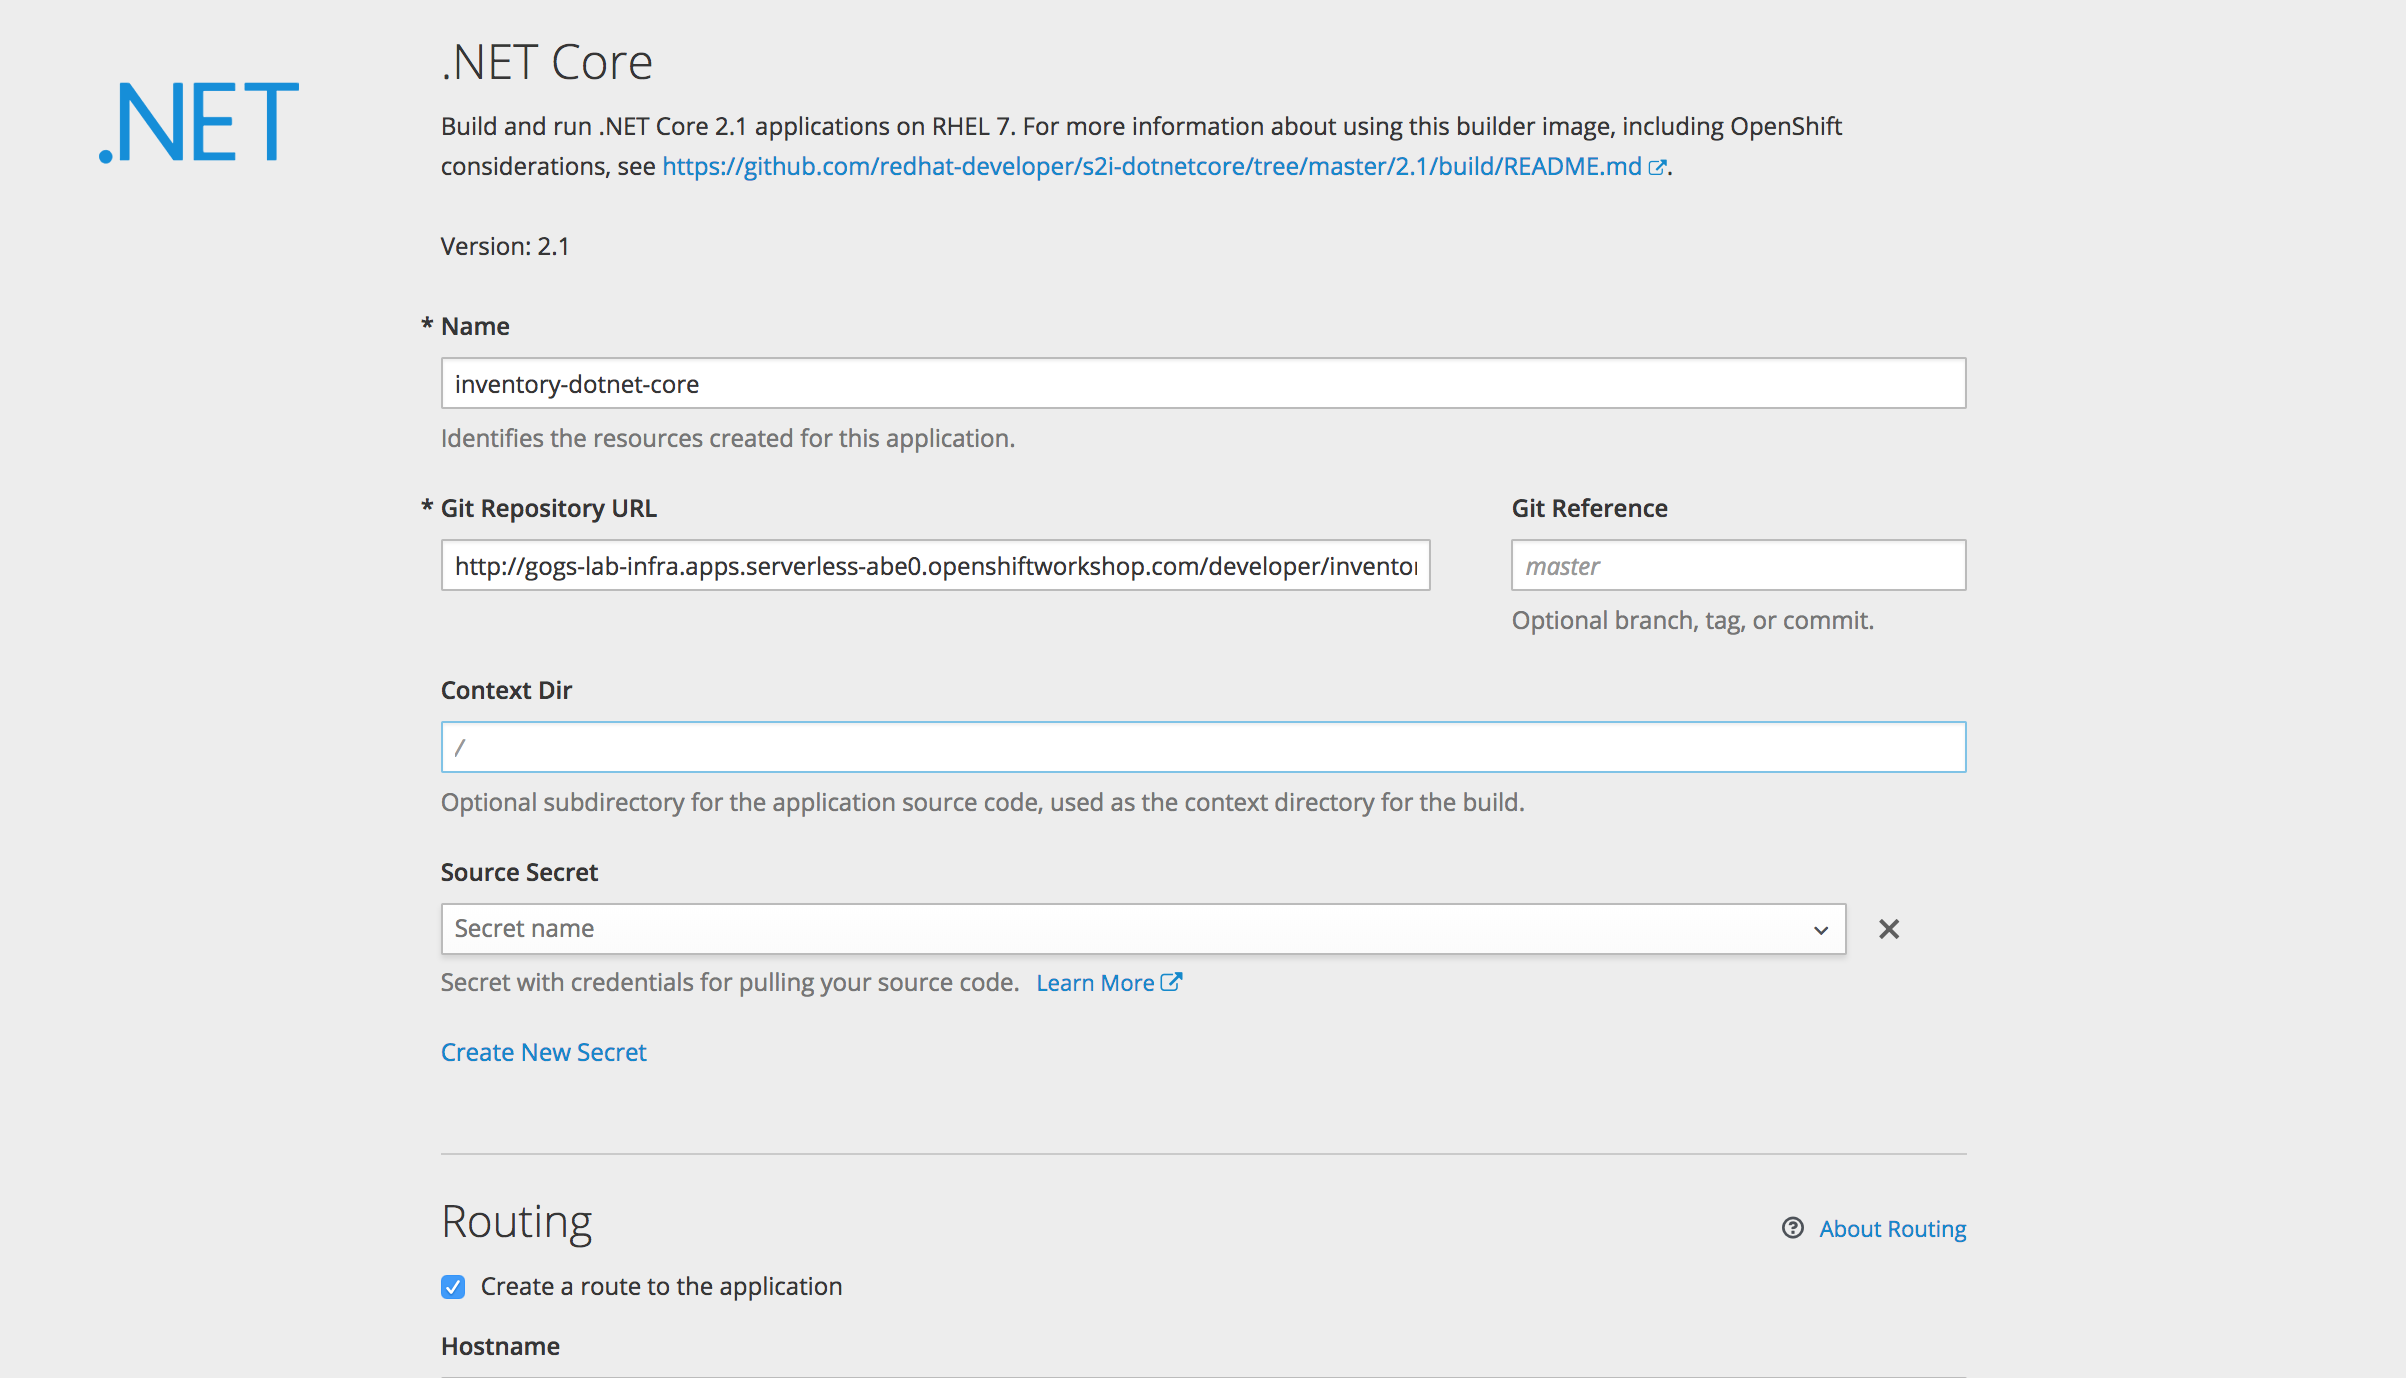 .NET
.NET Core
Build and run .NET Core 2.1 applications on RHEL 7. For more information about using this builder image, including OpenShift
considerations, see https://github.com/redhat-developer/s2i-dotnetcore/tree/master/2.1/build/README.md.
Version: 2.1
* Name
inventory-dotnet-core
Identifies the resources created for this application.
* Git Repository URL
Git Reference
http://gogs-lab-infra.apps.serverless-abe0.openshiftworkshop.com/developer/invento
master
Optional branch, tag, or commit.
Context Dir
/
Optional subdirectory for the application source code, used as the context directory for the build.
Source Secret
Secret name
Secret with credentials for pulling your source code. Learn More
Create New Secret
Routing
About Routing
Create a route to the application
Hostname